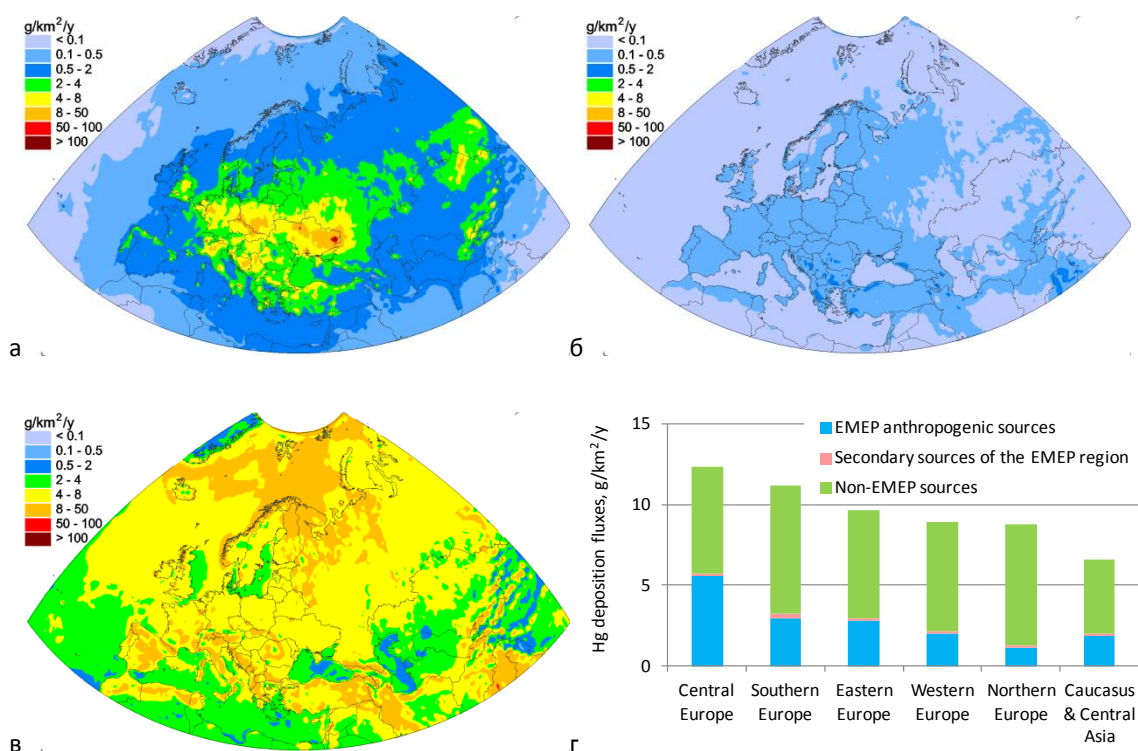 g/km²/y
< 0.1
0.1 - 0.5
0.5 - 2
2 - 4
4 - 8
8 - 50
50 - 100
> 100
а
g/km²/y
< 0.1
0.1 - 0.5
0.5 - 2
2 - 4
4 - 8
8 - 50
50 - 100
> 100
б
g/km²/y
< 0.1
0.1 - 0.5
0.5 - 2
2 - 4
4 - 8
8 - 50
50 - 100
> 100
в
Hg deposition fluxes, g/km²/y
15
10
5
0
EMEP anthropogenic sources
Secondary sources of the EMEP region
Non-EMEP sources
Central Europe
Southern Europe
Eastern Europe
Western Europe
Northern Europe
Caucasus & Central Asia
г